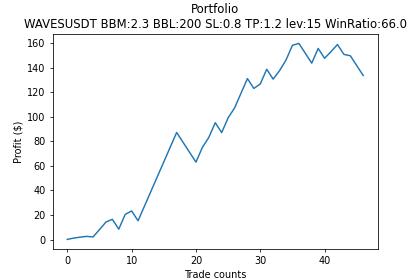 Portfolio
WAVESUSDT BBM:2.3 BBL:200 SL:0.8 TP:1.2 lev:15 WinRatio:66.0
160
140
120
100
80
60
40
20
0
Profit ($)
0 10 20 30 40
Trade counts